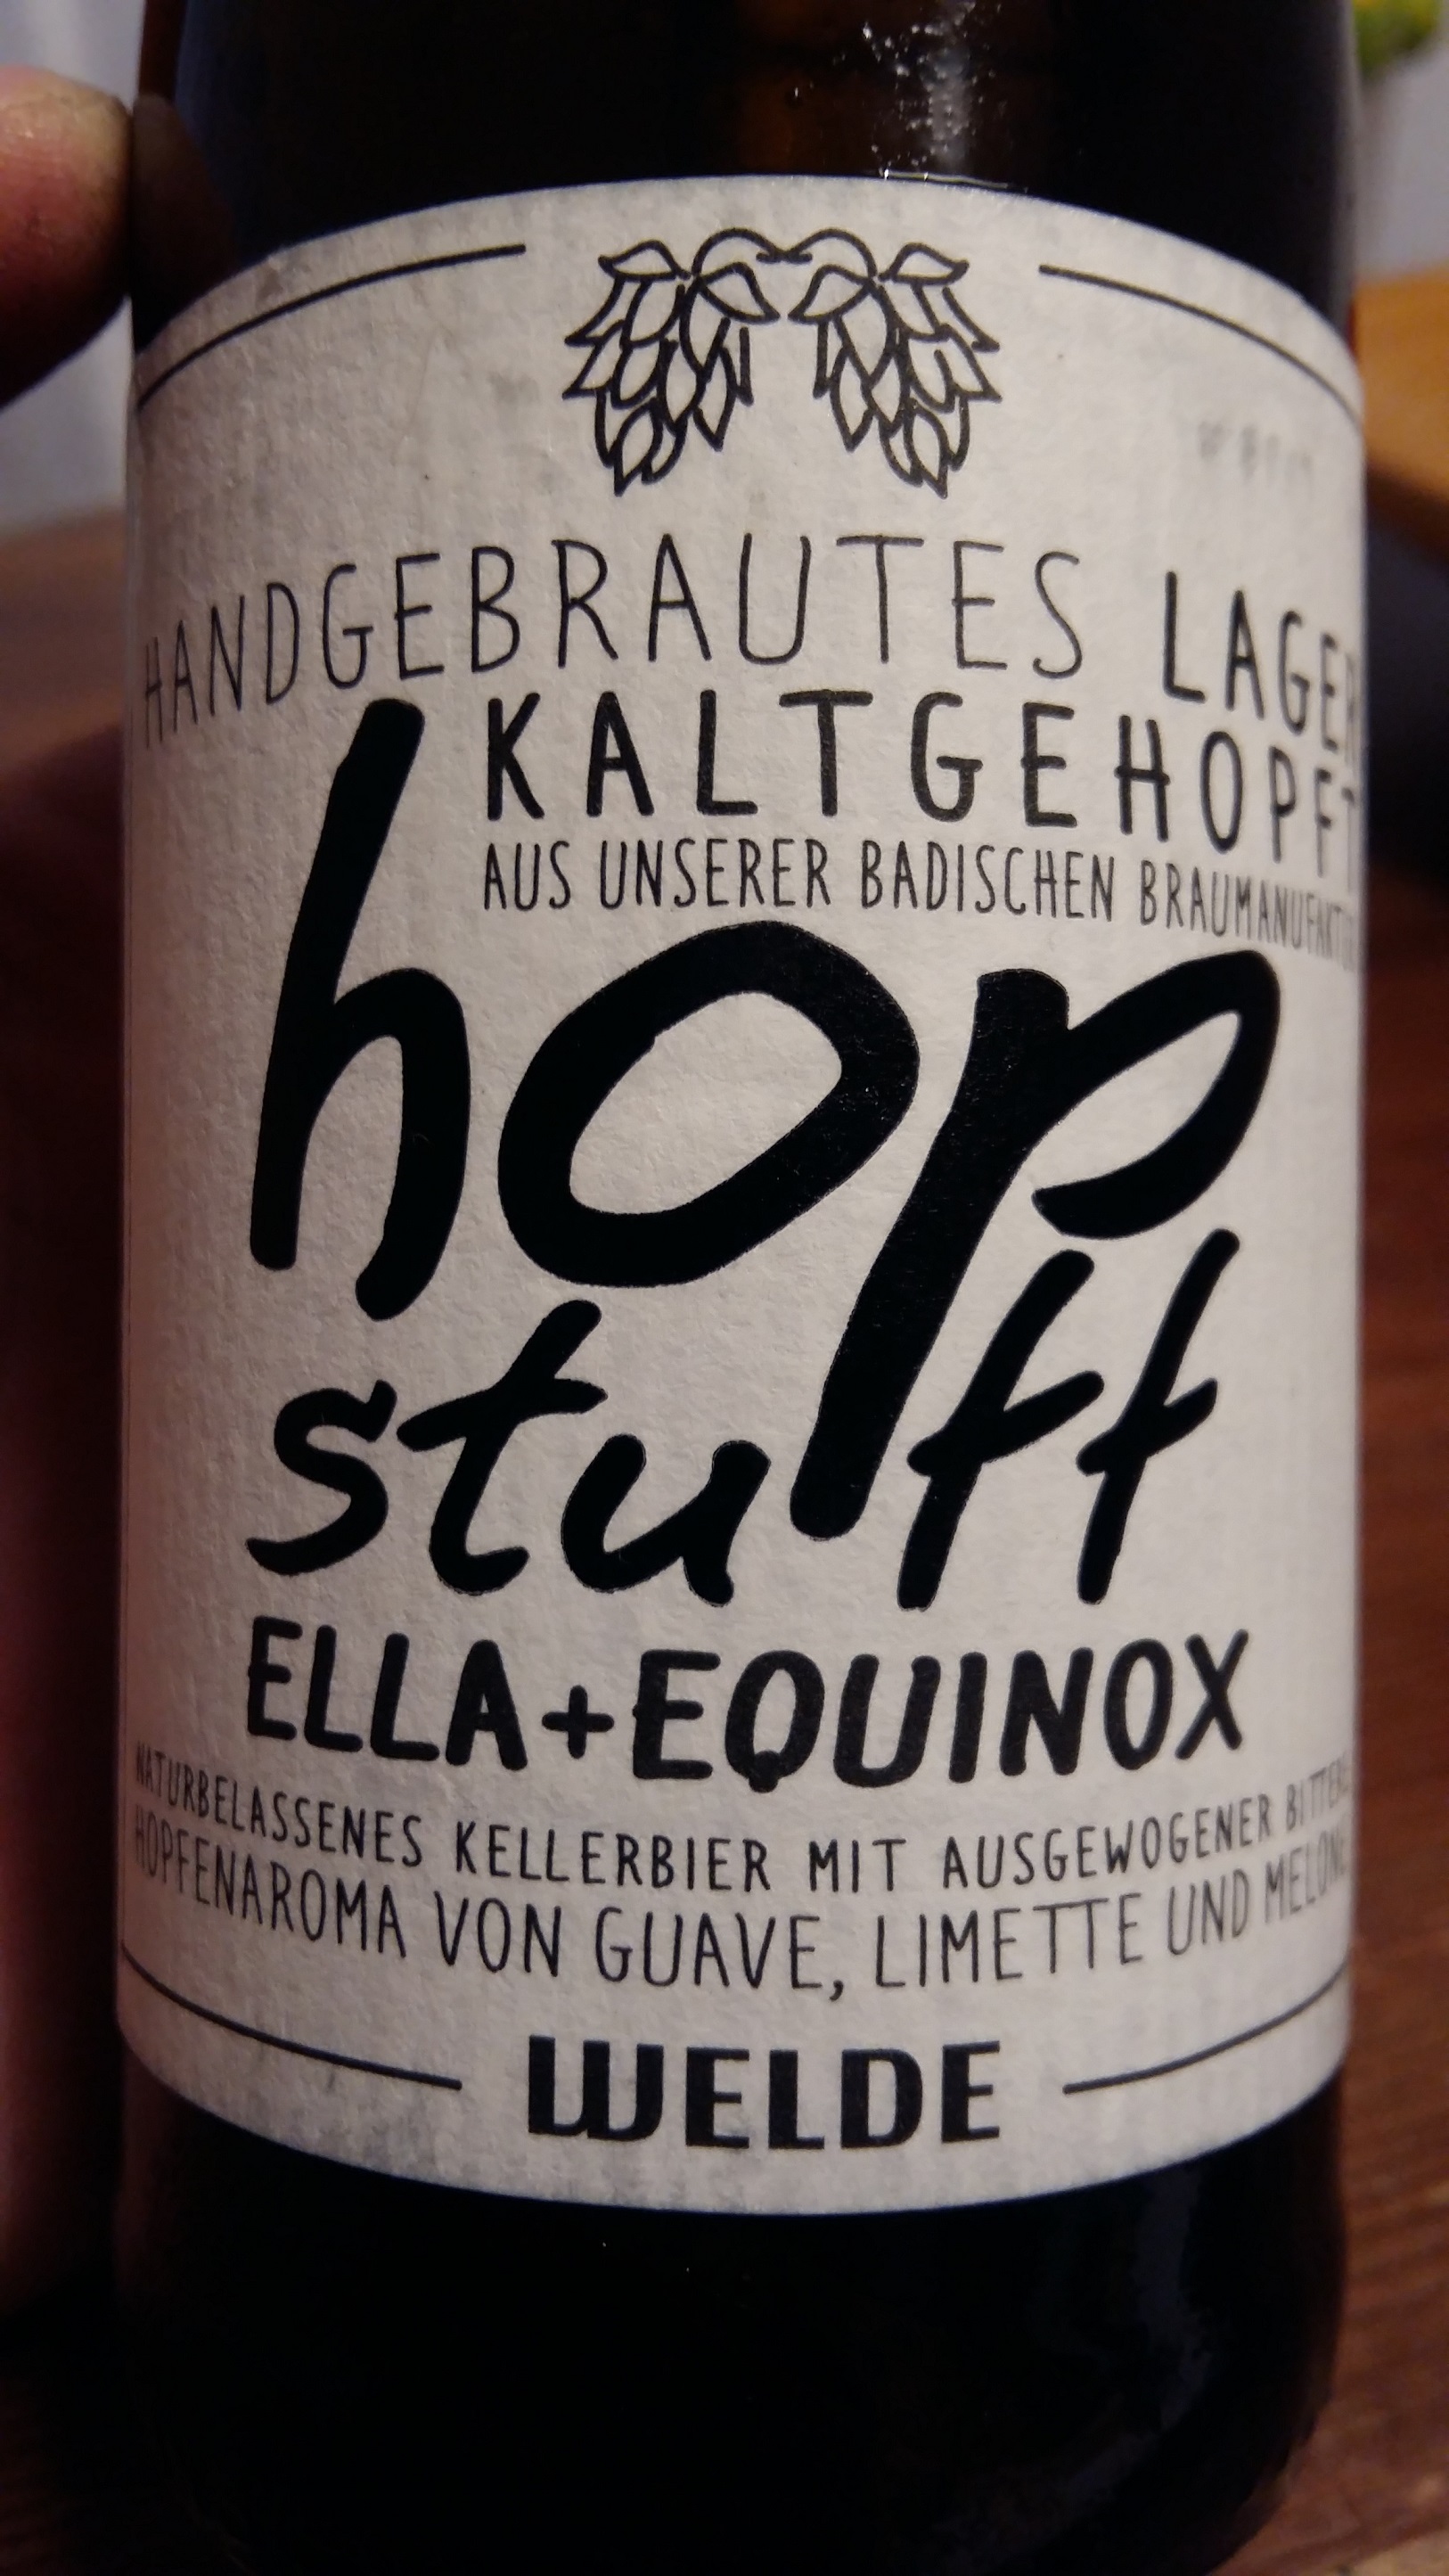 HANDGEBRAUTES LAGER
KALTGEHOPFT
AUS UNSERER BADISCHEN BRAUMANUFAKTUR
hop
stuff
ELLA+EQUINOX
NATURBELASSENES KELLERBIER MIT AUSGEWOGENER
HOPFENAROMA VON GUAVE, LIMETTE UND MELONE
WELDE